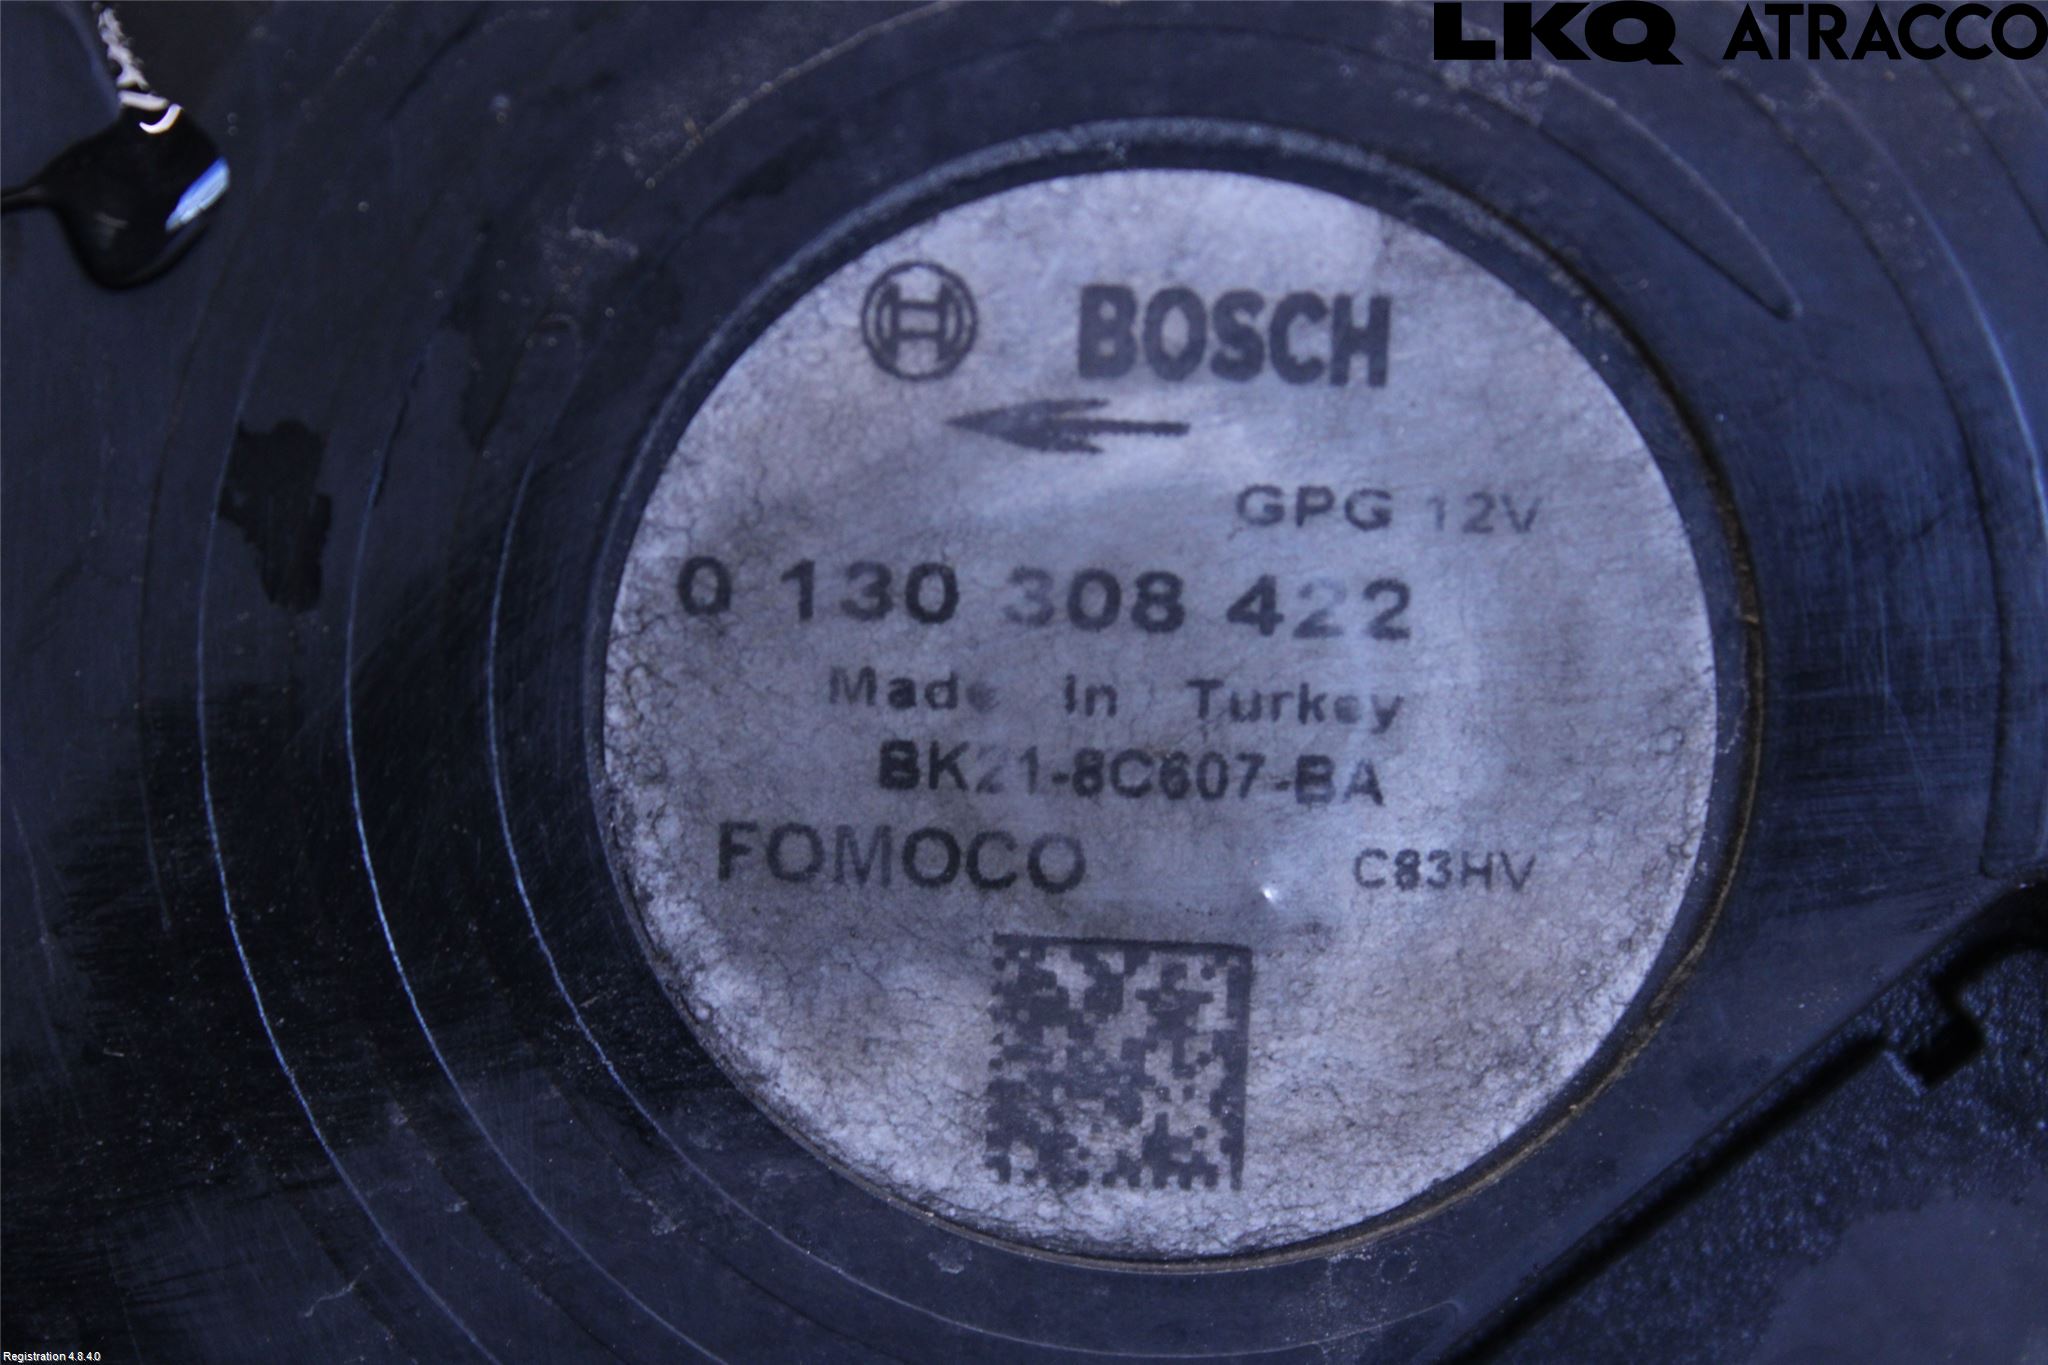 LKQ ATRACCO
BOSCH
GPG 12V
0 130 308 422
Made in Turkey
BK21-8C607-BA
FOMOCO C83HV
Registration 4.8.4.0